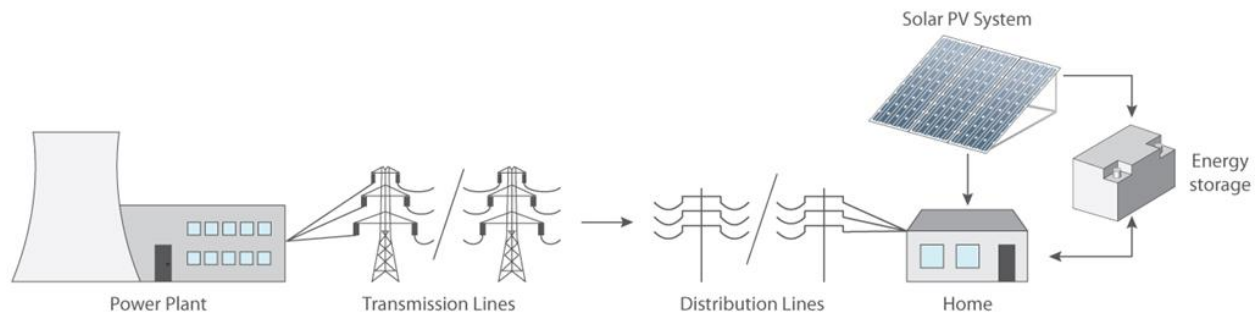 Solar PV System
Energy
storage
Power Plant
Transmission Lines
Distribution Lines
Home